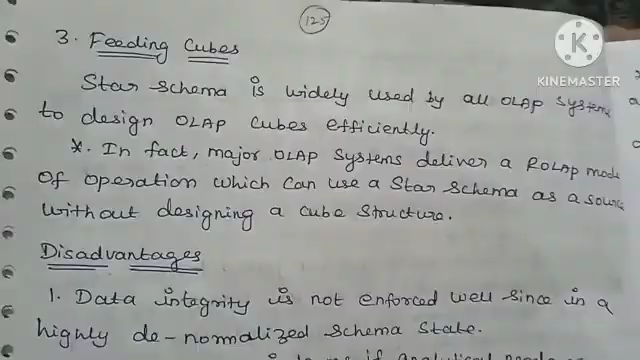 125
3. Feeding Cubes
Star schema is widely used by all OLAP Systems
to design OLAP Cubes efficiently.
*. In fact, major OLAP Systems deliver a ROLAP mode
of operation which can use a Star Schema as a source
without designing a cube structure.
Disadvantages
1. Data integrity is not enforced well since in a
highly de-normalized schema state.
KINEMASTER